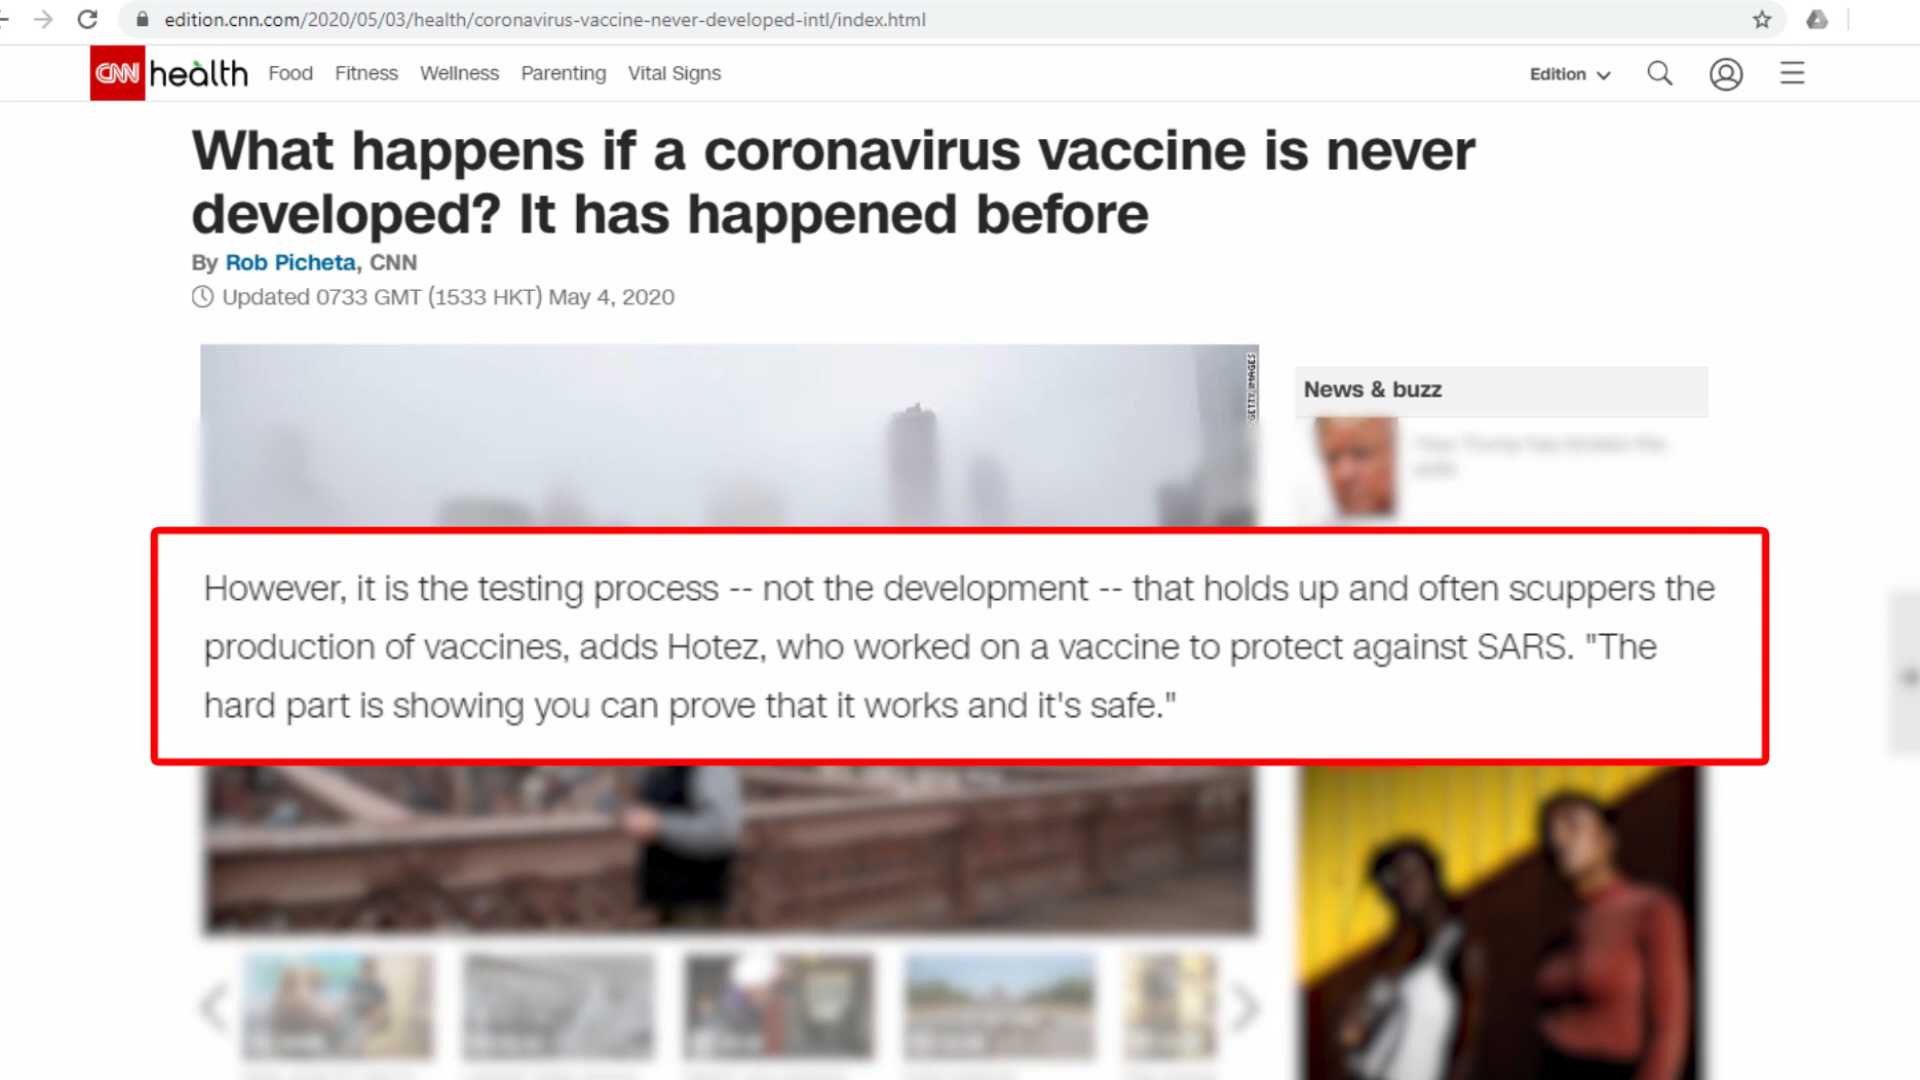 edition.cnn.com/2020/05/03/health/coronavirus-vaccine-never-developed-intl/index.html
CNN health Food Fitness Wellness Parenting Vital Signs Edition
What happens if a coronavirus vaccine is never
developed? It has happened before
By Rob Picheta, CNN
Updated 0733 GMT (1533 HKT) May 4, 2020
GETTY IMAGES
News & buzz
However, it is the testing process -- not the development -- that holds up and often scuppers the
production of vaccines, adds Hotez, who worked on a vaccine to protect against SARS. "The
hard part is showing you can prove that it works and it's safe."